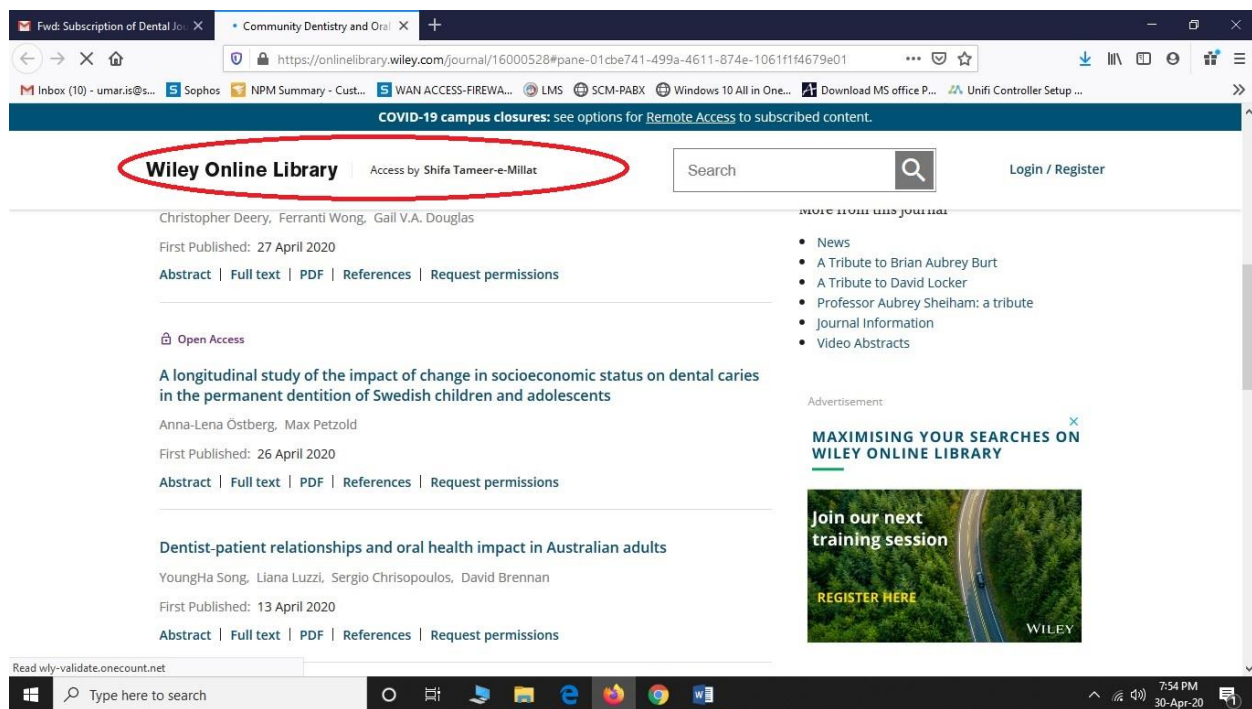 Fwd: Subscription of Dental Jou
Community Dentistry and Oral
https://onlinelibrary.wiley.com/journal/16000528#pane-01cbe741-499a-4611-874e-1061f1f4679e01
Inbox (10) - umar.is@s... Sophos NPM Summary - Cust... WAN ACCESS-FIREWA... LMS SCM-PABX Windows 10 All in One... Download MS office P... Unifi Controller Setup ...
COVID-19 campus closures: see options for Remote Access to subscribed content.
Wiley Online Library Access by Shifa Tameer-e-Millat Search Login / Register
Christopher Deery, Ferranti Wong, Gail V.A. Douglas
First Published: 27 April 2020
Abstract | Full text | PDF | References | Request permissions
Open Access
A longitudinal study of the impact of change in socioeconomic status on dental caries
in the permanent dentition of Swedish children and adolescents
Anna-Lena Östberg, Max Petzold
First Published: 26 April 2020
Abstract | Full text | PDF | References | Request permissions
Dentist-patient relationships and oral health impact in Australian adults
YoungHa Song, Liana Luzzi, Sergio Chrisopoulos, David Brennan
First Published: 13 April 2020
Abstract | Full text | PDF | References | Request permissions
More from this journal
News
A Tribute to Brian Aubrey Burt
A Tribute to David Locker
Professor Aubrey Sheiham: a tribute
Journal Information
Video Abstracts
Advertisement
MAXIMISING YOUR SEARCHES ON
WILEY ONLINE LIBRARY
Join our next
training session
REGISTER HERE
WILEY
Read wly-validate.onecount.net
Type here to search
7:54 PM
30-Apr-20